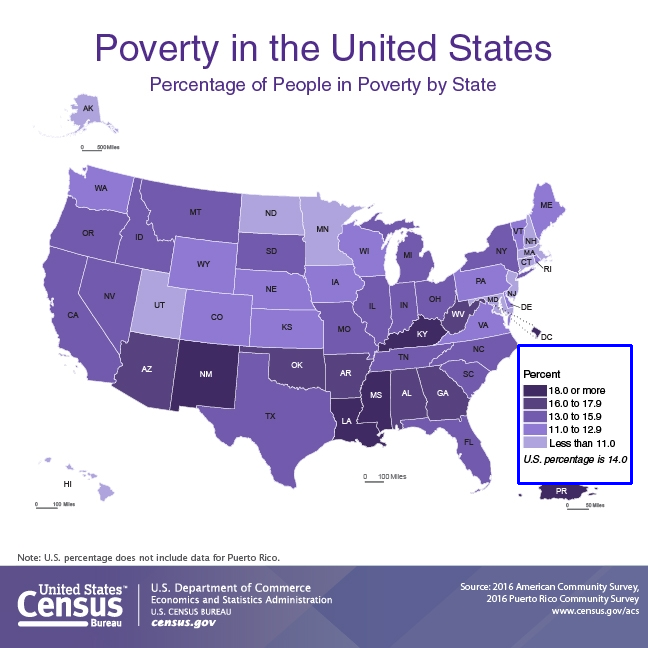 Poverty in the United States
Percentage of People in Poverty by State
AK
0 500 Miles
WA
MT
ND
MN
ME
VT
NH
MA
CT
RI
OR
ID
SD
WI
MI
NY
WY
NE
IA
PA
NJ
MD
DE
DC
NV
UT
CO
KS
MO
IL
IN
OH
WV
VA
KY
CA
AZ
NM
OK
AR
TN
NC
SC
TX
LA
MS
AL
GA
FL
Percent
18.0 or more
16.0 to 17.9
13.0 to 15.9
11.0 to 12.9
Less than 11.0
U.S. percentage is 14.0
HI
0 100 Miles
0 100 Miles
PR
0 50 Miles
Note: U.S. percentage does not include data for Puerto Rico.
United States™
Census
Bureau
U.S. Department of Commerce
Economics and Statistics Administration
U.S. CENSUS BUREAU
census.gov
Source: 2016 American Community Survey,
2016 Puerto Rico Community Survey
www.census.gov/acs